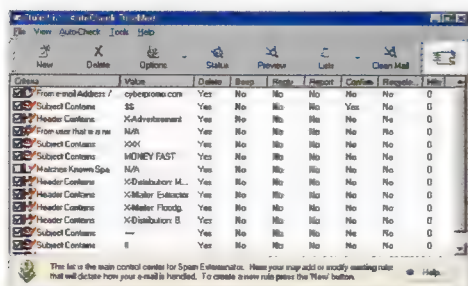 AutoCheck Disabled
File View AutoCheck Tools Help
New Delete Options Status Preview Lists Clean Mail
Criteria Value Delete Beep Reply Report Confirm Recycle... Hits
From e-mail Address / cyberpromo.com Yes No No No No No 0
Subject Contains $$ Yes No No No Yes No 0
Header Contains X-Advertisement Yes No No No No No 0
From user that is a N/A Yes No No No No No 0
Subject Contains XXX Yes No No No No No 0
Subject Contains MONEY FAST Yes No No No No No 0
Matches Known Spa N/A Yes No No No No No 0
Header Contains X-Distribution: M... Yes No No No No No 0
Header Contains X-Mailer: Extractor Yes No No No No No 0
Header Contains X-Mailer: Floodg. Yes No No No No No 0
Header Contains X-Distribution: B. Yes No No No No No 0
Subject Contains Yes No No No No No 0
Subject Contains Yes No No No No No 0
This list is the main control center for Spam Exterminator. Here your may add or modify existing rules
that will dictate how your e-mail is handled. To create a new rule press the 'New' button.
Help.